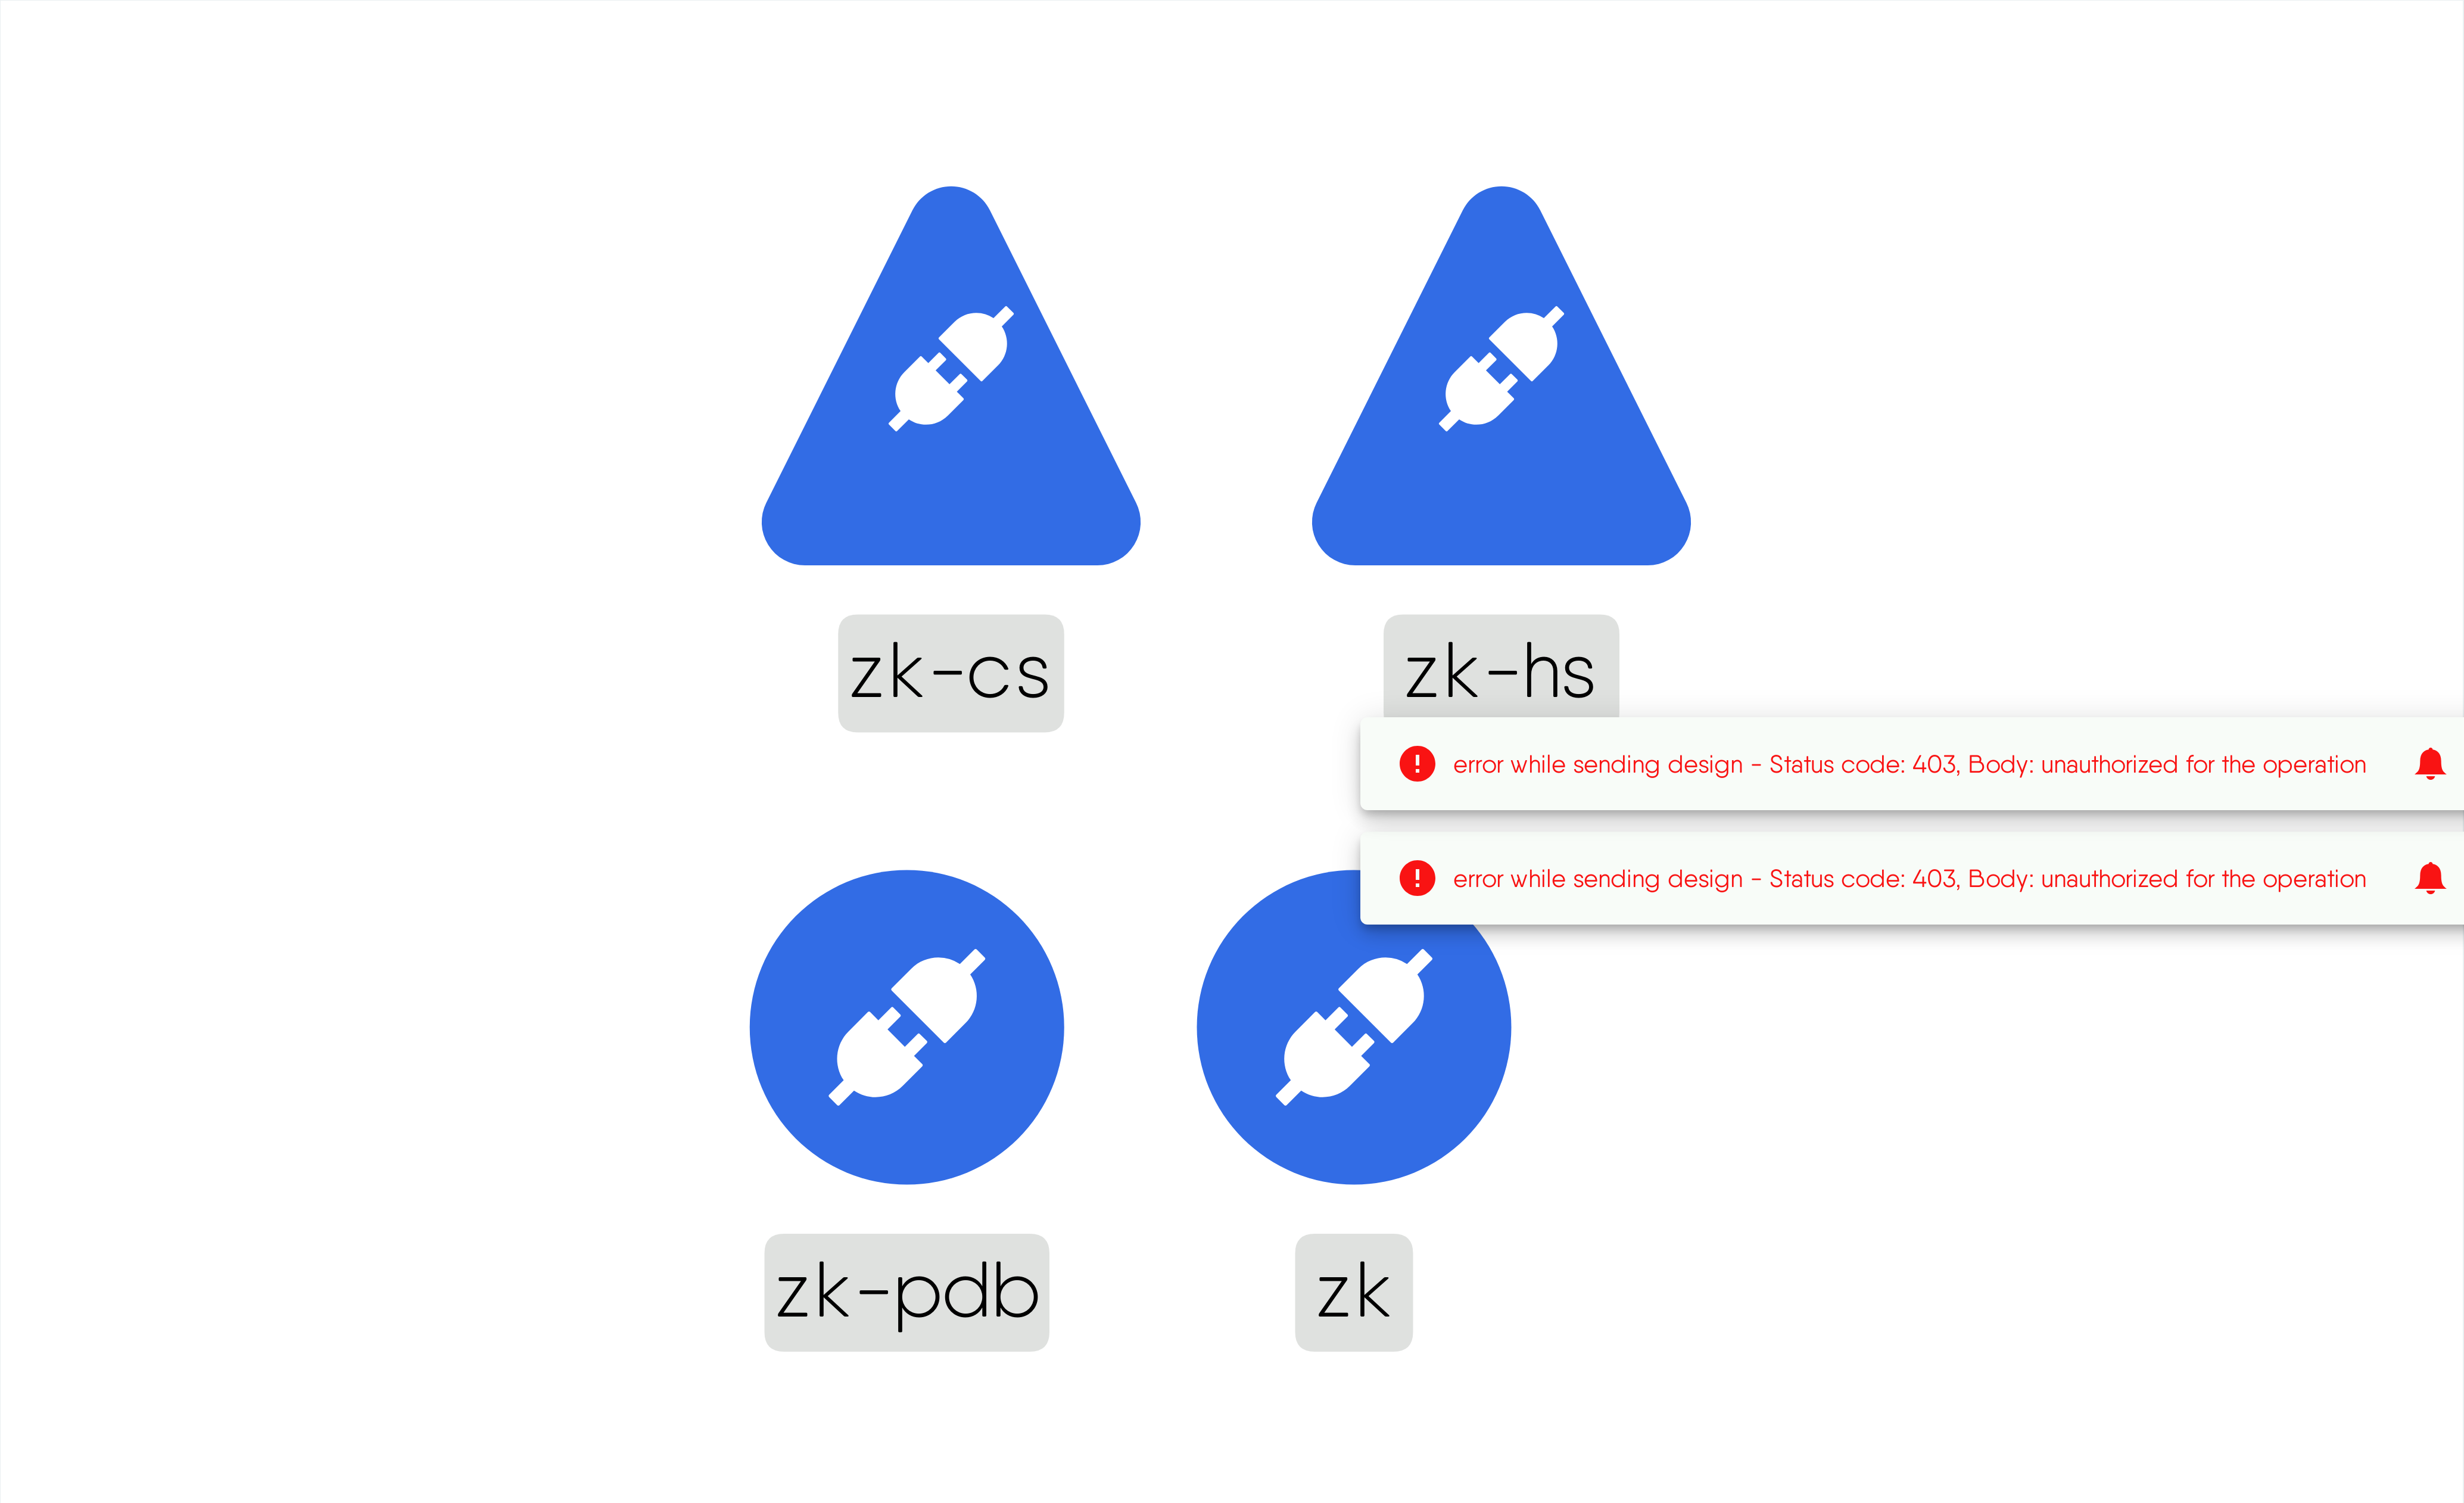 zk-cs
zk-hs
error while sending design - Status code: 403, Body: unauthorized for the operation
error while sending design - Status code: 403, Body: unauthorized for the operation
zk-pdb
zk